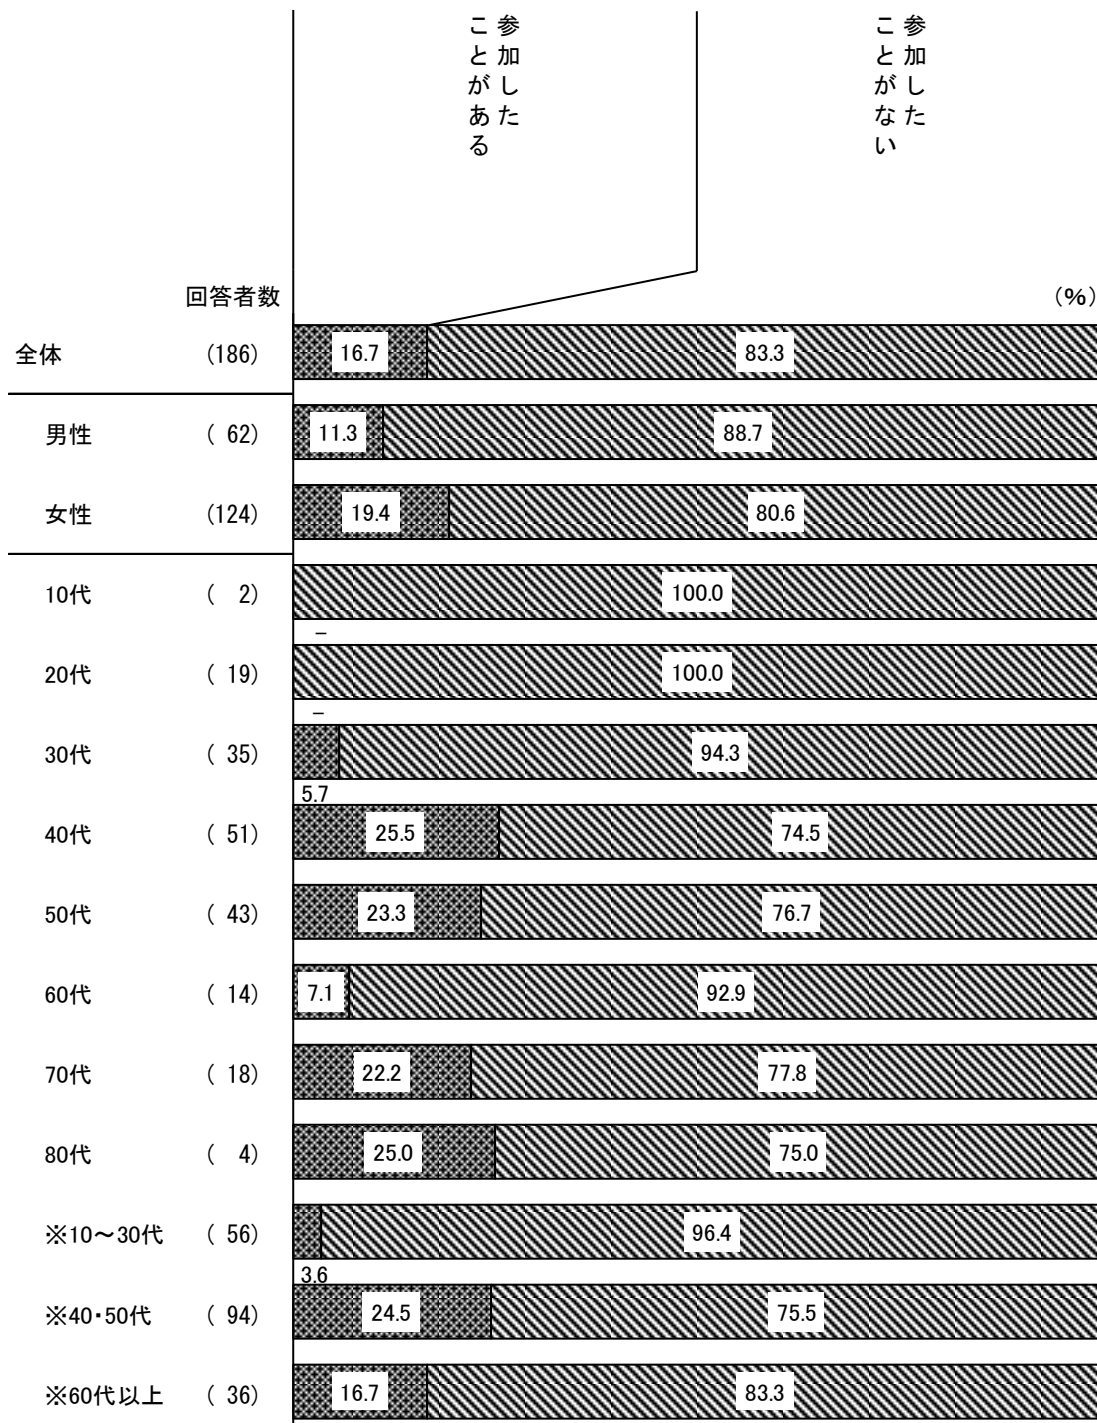 参加した
ことがある
参加した
ことがない
回答者数
(%)
全体 (186) 16.7 83.3
男性 ( 62) 11.3 88.7
女性 (124) 19.4 80.6
10代 ( 2) 100.0
–
20代 ( 19) 100.0
–
30代 ( 35) 94.3
5.7
40代 ( 51) 25.5 74.5
50代 ( 43) 23.3 76.7
60代 ( 14) 7.1 92.9
70代 ( 18) 22.2 77.8
80代 ( 4) 25.0 75.0
※10～30代 ( 56) 96.4
3.6
※40・50代 ( 94) 24.5 75.5
※60代以上 ( 36) 16.7 83.3